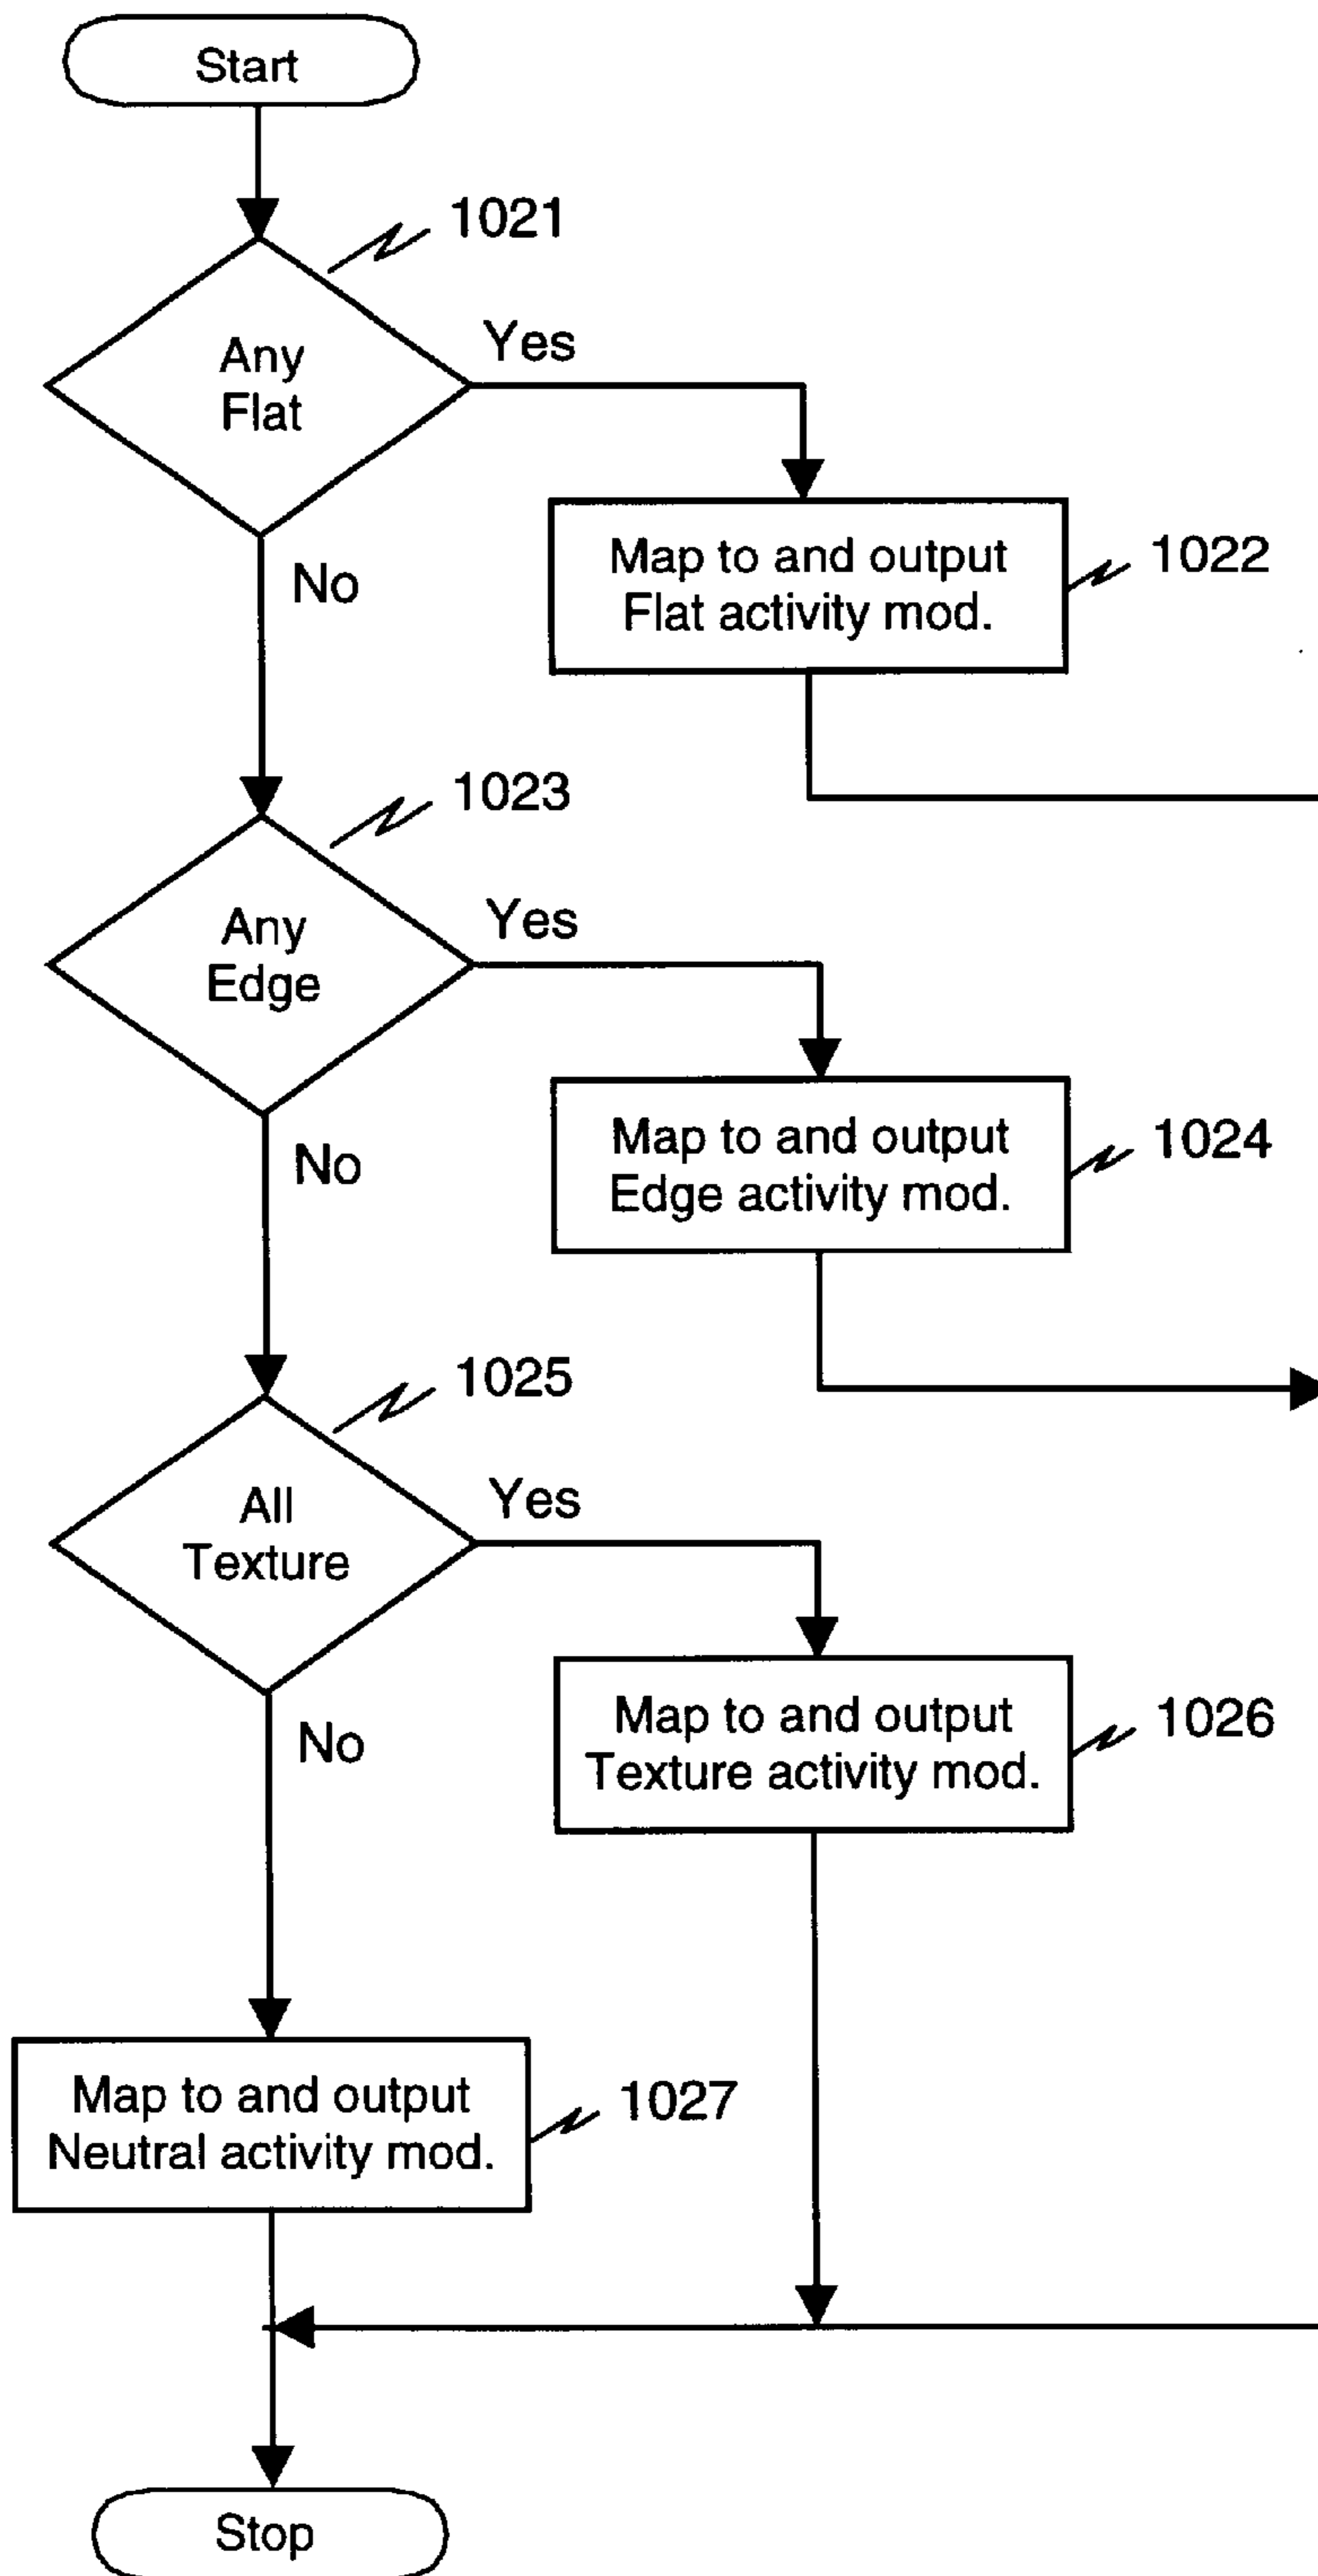 Start
1021
Any
Flat
Yes
No
Map to and output
Flat activity mod.
1022
1023
Any
Edge
Yes
No
Map to and output
Edge activity mod.
1024
1025
All
Texture
Yes
No
Map to and output
Texture activity mod.
1026
Map to and output
Neutral activity mod.
1027
Stop